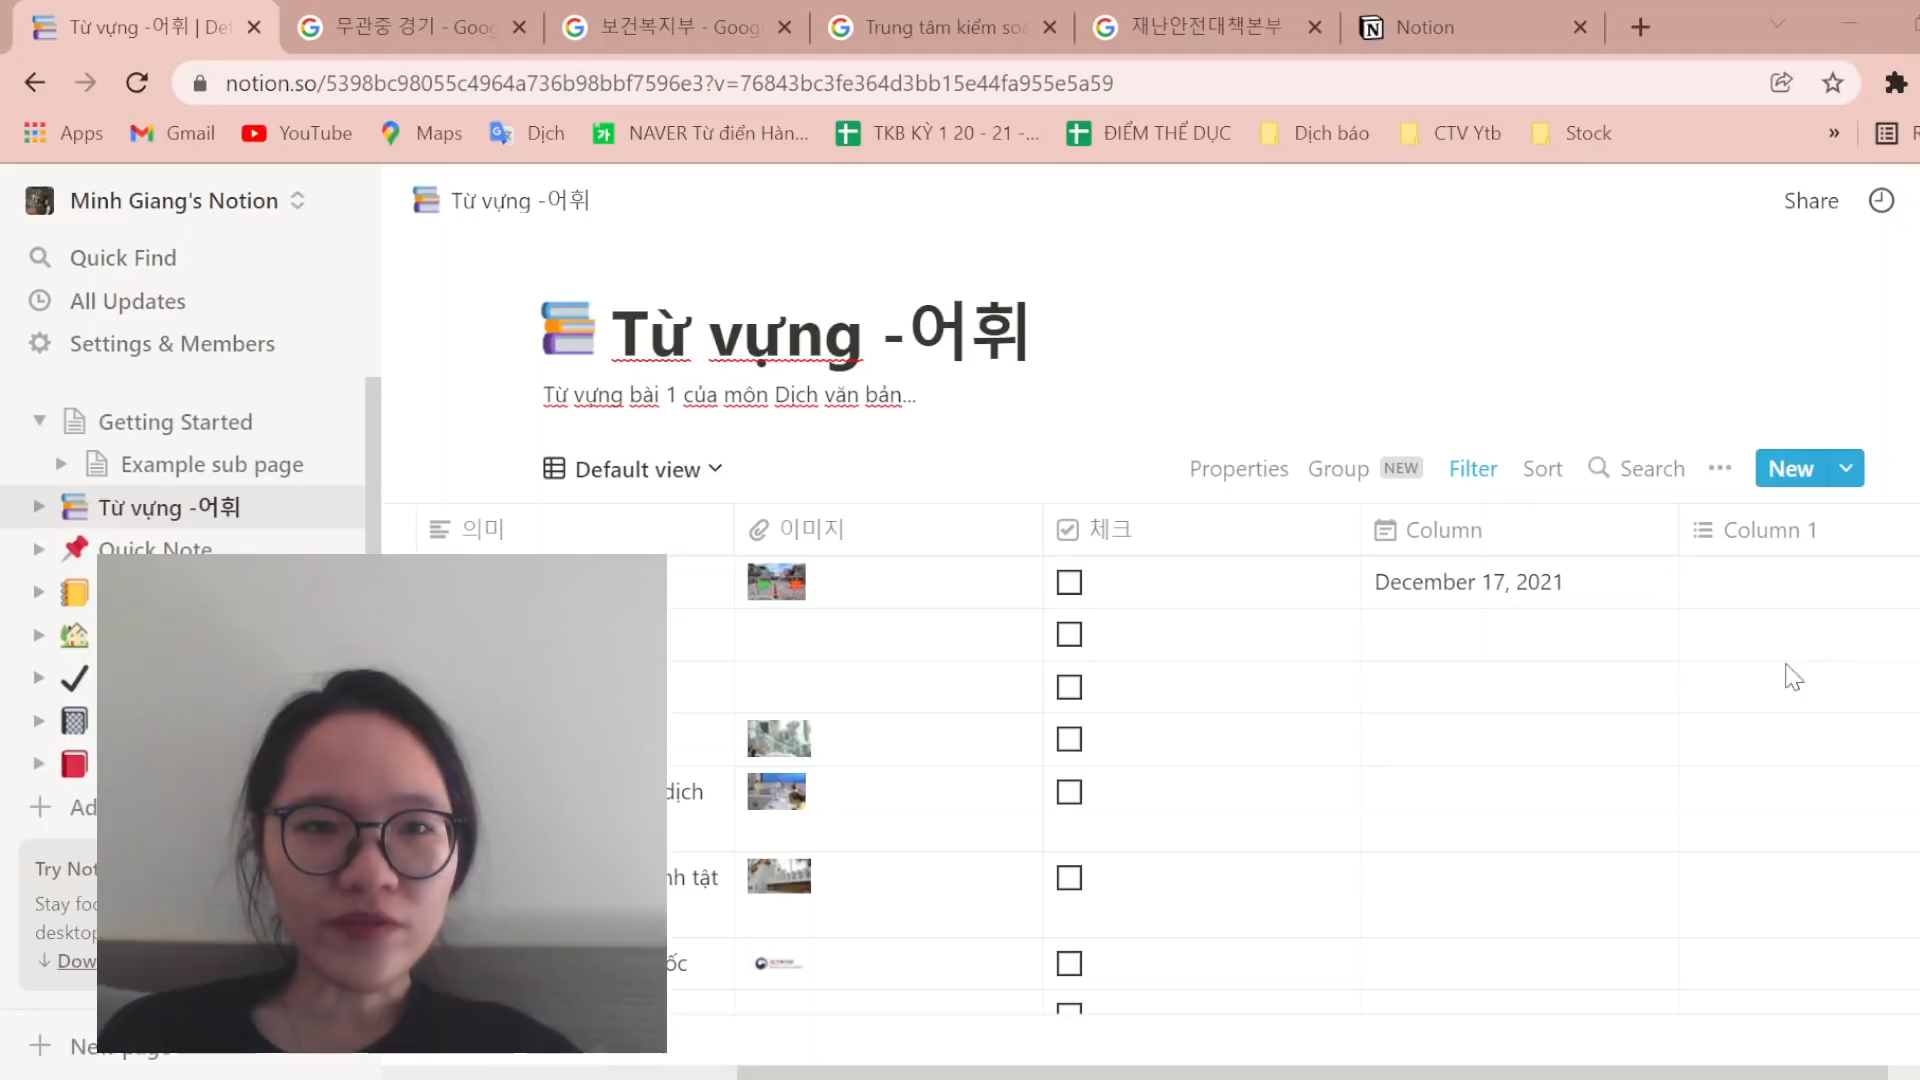 Từ vựng -어휘 | Def
무관중 경기 - Goog
보건복지부 - Googl
Trung tâm kiểm soá
재난안전대책본부
Notion
notion.so/5398bc98055c4964a736b98bbf7596e3?v=76843bc3fe364d3bb15e44fa955e5a59
Apps
Gmail
YouTube
Maps
Dịch
NAVER Từ điển Hàn...
TKB KỲ 1 20 - 21 -...
ĐIỂM THỂ DỤC
Dịch báo
CTV Ytb
Stock
»
Minh Giang's Notion
Từ vựng -어휘
Share
Quick Find
All Updates
Settings & Members
Getting Started
Example sub page
Từ vựng -어휘
Quick Note
Ad
Try Not
Stay foc
desktop
↓ Dow
New page
Từ vựng -어휘
Từ vựng bài 1 của môn Dịch văn bản...
Default view
Properties
Group NEW
Filter
Sort
Search
New
의미
이미지
체크
Column
Column 1
December 17, 2021
dịch
nh tật
ốc